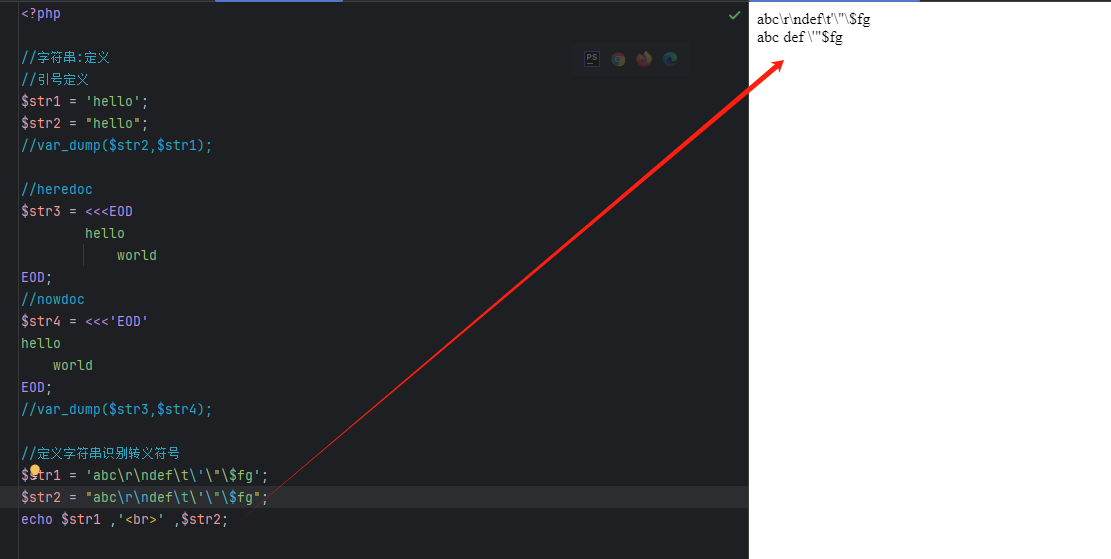 <?php
//字符串:定义
//引号定义
$str1 = 'hello';
$str2 = "hello";
//var_dump($str2,$str1);
//heredoc
$str3 = <<<EOD
        hello
            world
EOD;
//nowdoc
$str4 = <<<'EOD'
hello
    world
EOD;
//var_dump($str3,$str4);
//定义字符串识别转义符号
$str1 = 'abc\r\ndef\t\'\"\$fg';
$str2 = "abc\r\ndef\t\'\"\$fg";
echo $str1 ,'<br>' ,$str2;
PS
abc\r\ndef\t'\"\$fg
abc def \'"$fg